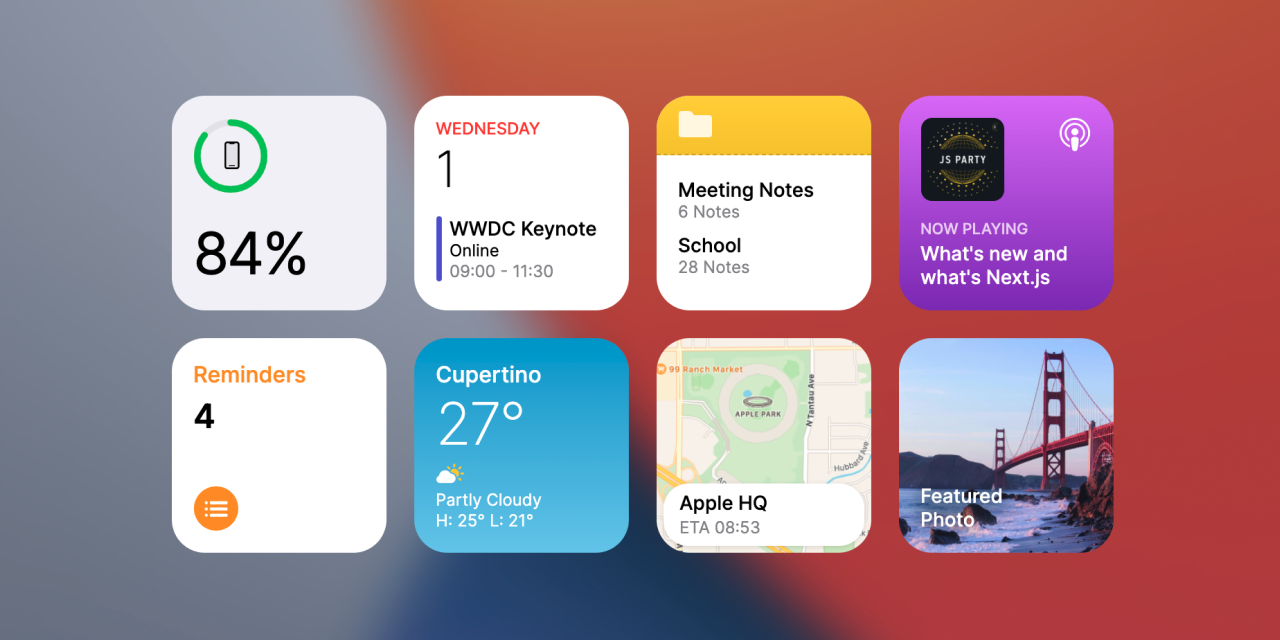 84%
WEDNESDAY
1
WWDC Keynote
Online
09:00 - 11:30
Meeting Notes
6 Notes
School
28 Notes
JS PARTY
NOW PLAYING
What's new and
what's Next.js
Reminders
4
Cupertino
27°
Partly Cloudy
H: 25° L: 21°
99 Ranch Market
APPLE PARK
N Tantau Ave
Hubbard Ave
Apple HQ
ETA 08:53
Featured
Photo